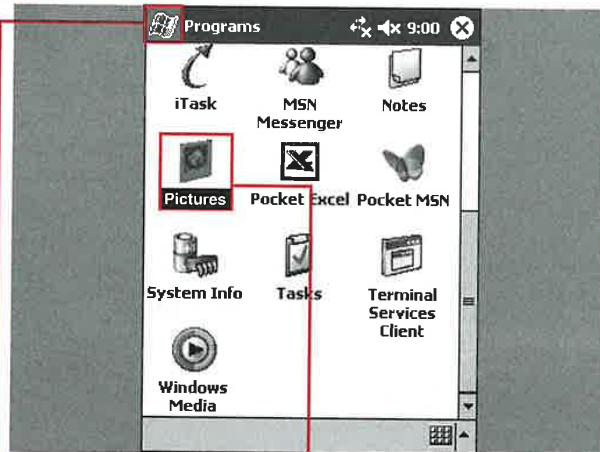 Programs 9:00
iTask MSN Messenger Notes
Pictures Pocket Excel Pocket MSN
System Info Tasks Terminal Services Client
Windows Media